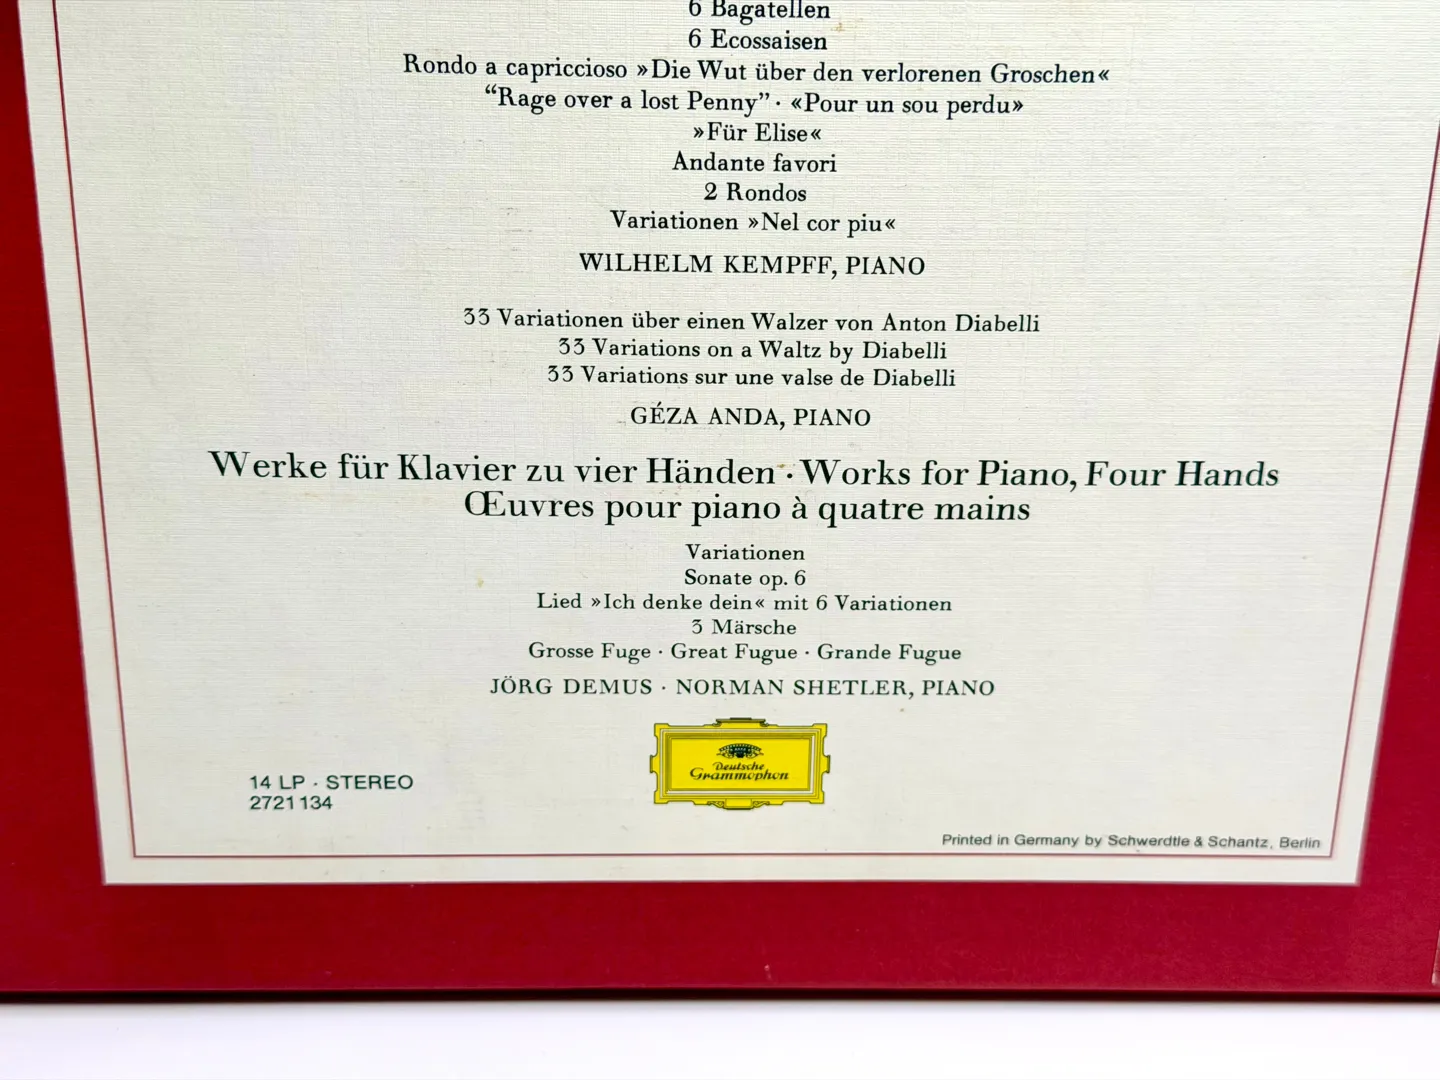 6 Bagatellen
6 Ecossaisen
Rondo a capriccioso »Die Wut über den verlorenen Groschen«
“Rage over a lost Penny” · «Pour un sou perdu»
»Für Elise«
Andante favori
2 Rondos
Variationen »Nel cor piu«
WILHELM KEMPFF, PIANO
33 Variationen über einen Walzer von Anton Diabelli
33 Variations on a Waltz by Diabelli
33 Variations sur une valse de Diabelli
GÉZA ANDA, PIANO
Werke für Klavier zu vier Händen · Works for Piano, Four Hands
Œuvres pour piano à quatre mains
Variationen
Sonate op. 6
Lied »Ich denke dein« mit 6 Variationen
3 Märsche
Grosse Fuge · Great Fugue · Grande Fugue
JÖRG DEMUS · NORMAN SHETLER, PIANO
Deutsche
Grammophon
14 LP · STEREO
2721 134
Printed in Germany by Schwerdtle & Schantz, Berlin